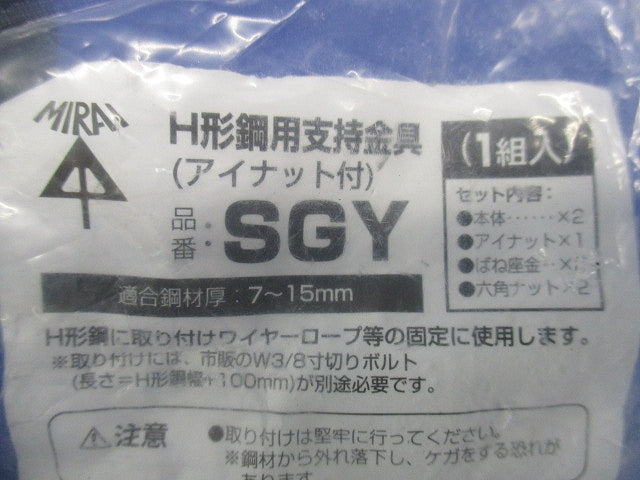 MIRAI
H形鋼用支持金具
(アイナット付)
品番: SGY
適合鋼材厚:7〜15mm
(1組入)
セット内容:
●本体……×2
●アイナット×1
●ばね座金…×
●六角ナット×2
H形鋼に取り付けワイヤーロープ等の固定に使用します。
※取り付けには、市販のW3/8寸切りボルト
(長さ=H形鋼幅+100mm)が別途必要です。
⚠注意
●取り付けは堅牢に行ってください。
※鋼材から外れ落下し、ケガをする恐れが
あります。